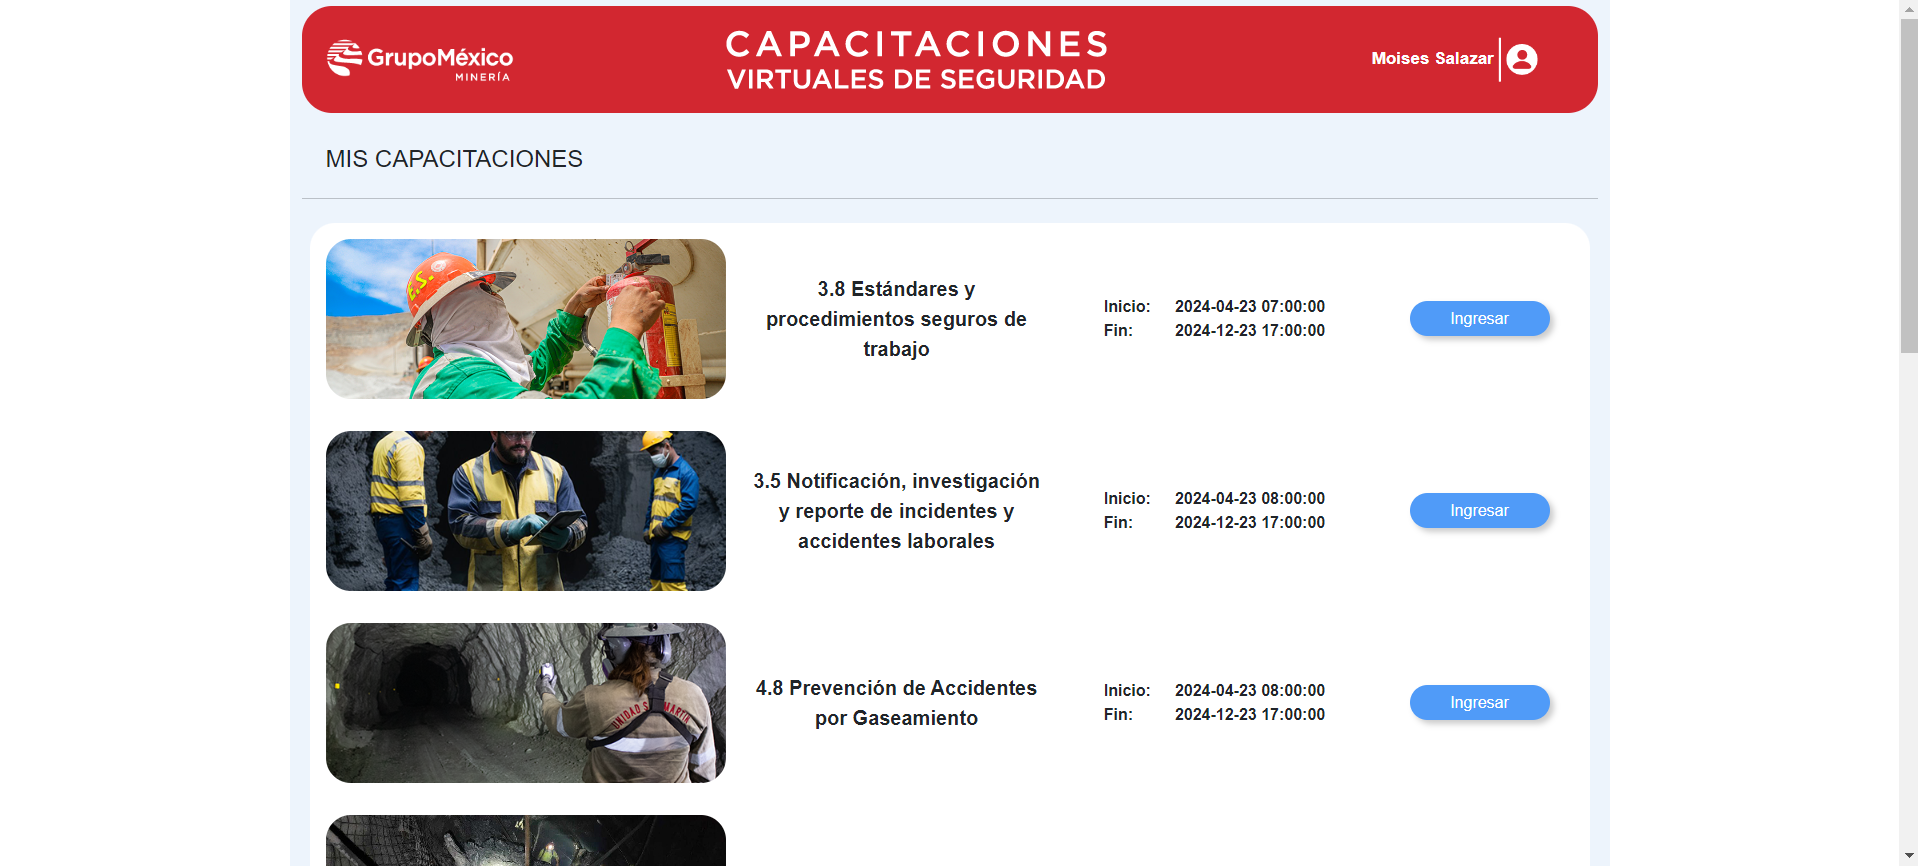 GrupoMéxico
MINERÍA
CAPACITACIONES
VIRTUALES DE SEGURIDAD
Moises Salazar
MIS CAPACITACIONES
E.S.
3.8 Estándares y
procedimientos seguros de
trabajo
Inicio: 2024-04-23 07:00:00
Fin: 2024-12-23 17:00:00
Ingresar
3.5 Notificación, investigación
y reporte de incidentes y
accidentes laborales
Inicio: 2024-04-23 08:00:00
Fin: 2024-12-23 17:00:00
Ingresar
UNIDAD S MARTÍN
4.8 Prevención de Accidentes
por Gaseamiento
Inicio: 2024-04-23 08:00:00
Fin: 2024-12-23 17:00:00
Ingresar